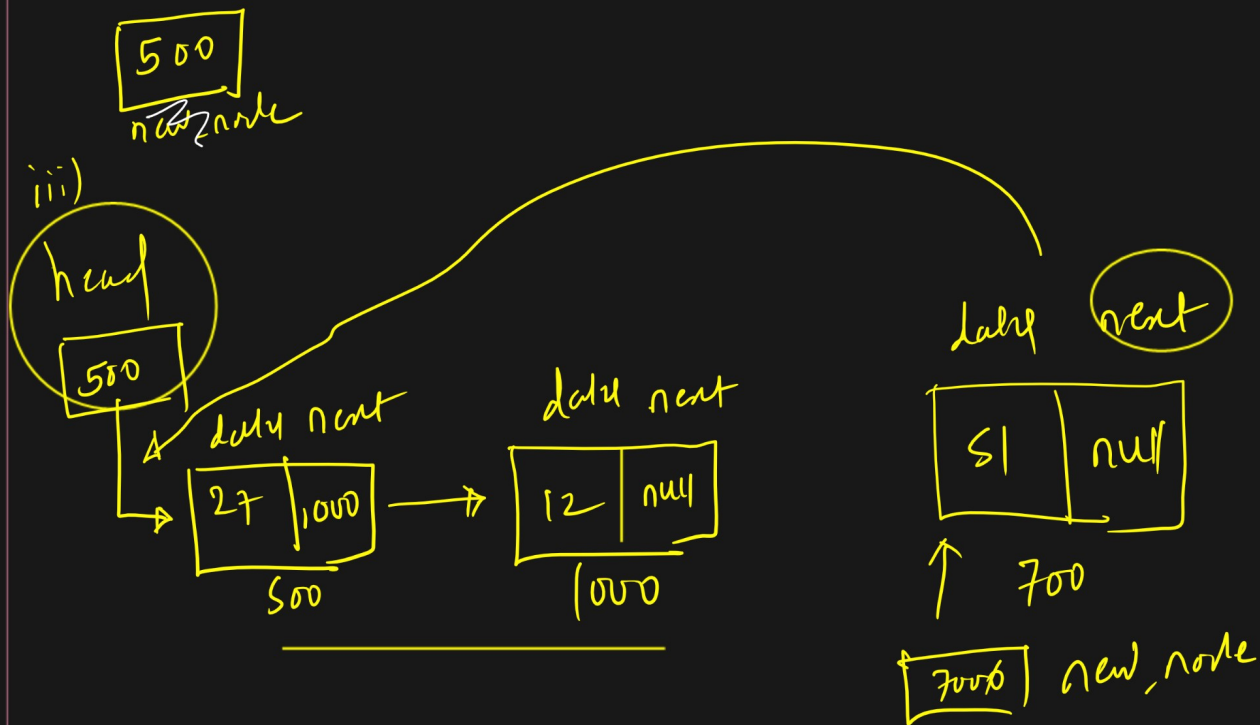 500
new_node
iii)
head
500
data next
27 1000
500
data next
12 null
1000
data next
51 null
700
700 new_node